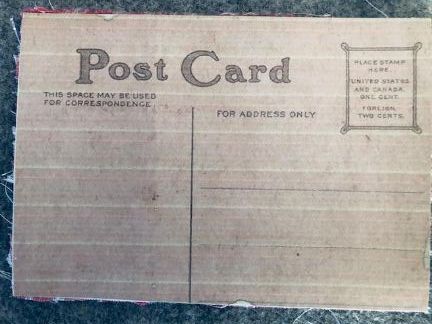 Post Card
THIS SPACE MAY BE USED
FOR CORRESPONDENCE
FOR ADDRESS ONLY
PLACE STAMP
HERE.
UNITED STATES
AND CANADA,
ONE CENT.
FOREIGN,
TWO CENTS.